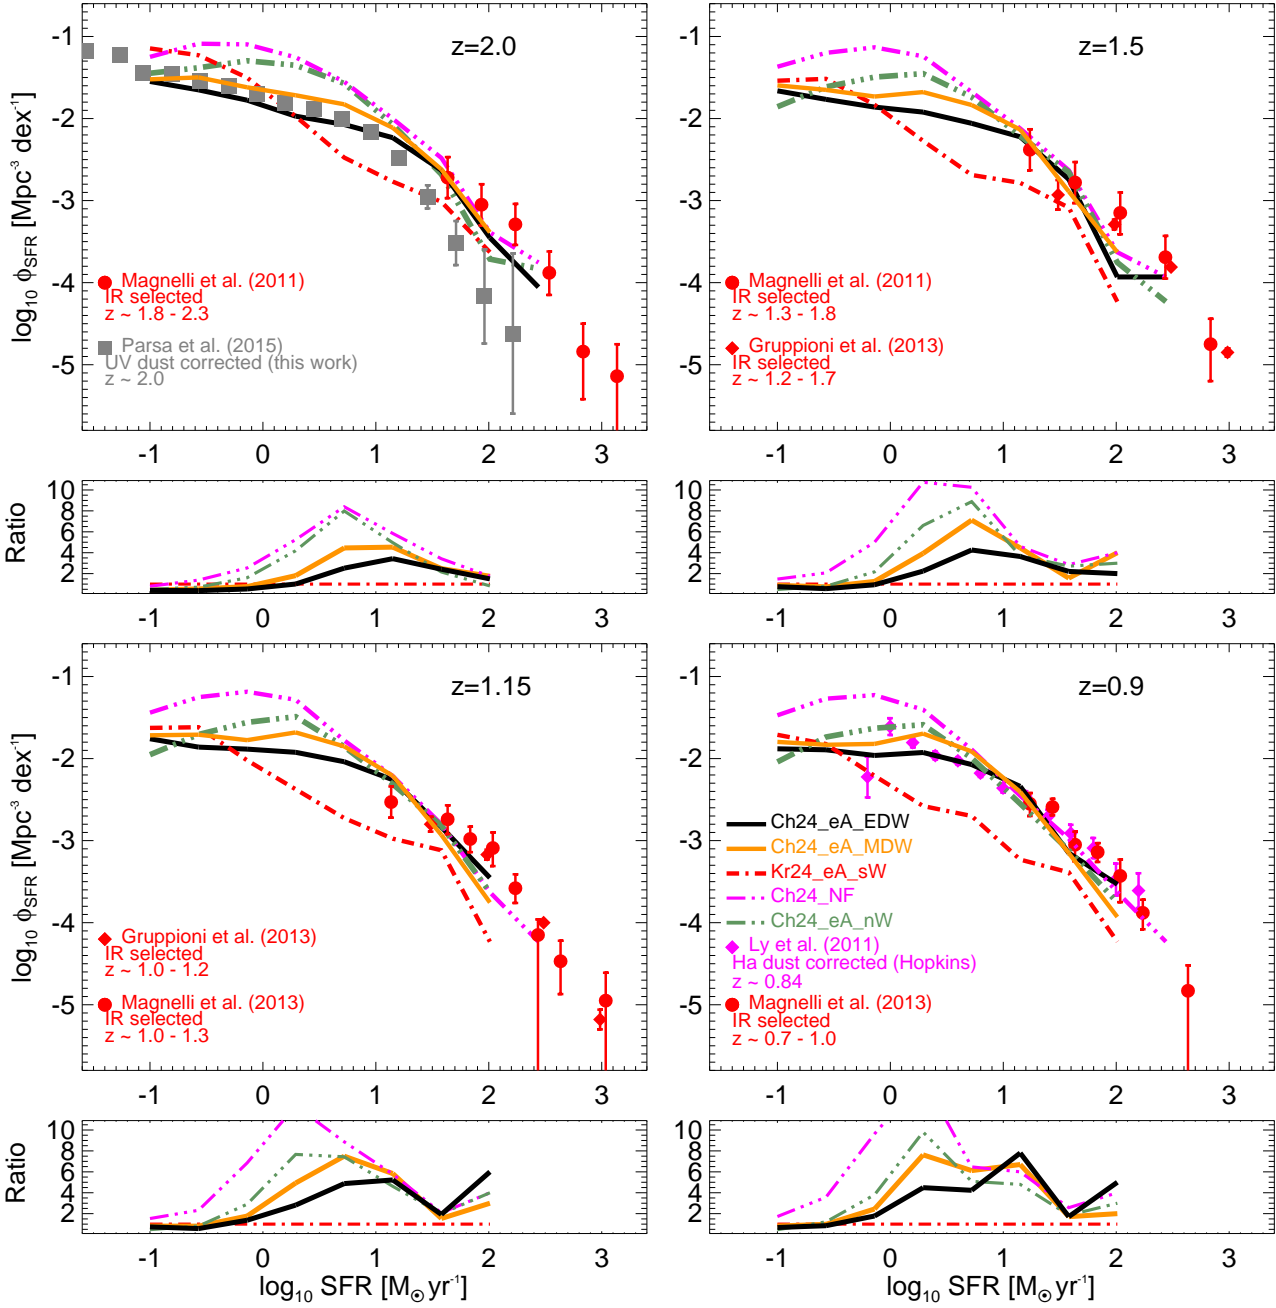 z=2.0
log10 ϕSFR [Mpc-3 dex-1]
-1
-2
-3
-4
-5
Magnelli et al. (2011)
IR selected
z ~ 1.8 - 2.3
Parsa et al. (2015)
UV dust corrected (this work)
z ~ 2.0
-1 0 1 2 3
z=1.5
-1
-2
-3
-4
-5
Magnelli et al. (2011)
IR selected
z ~ 1.3 - 1.8
Gruppioni et al. (2013)
IR selected
z ~ 1.2 - 1.7
-1 0 1 2 3
Ratio
10
8
6
4
2
-1 0 1 2 3
10
8
6
4
2
-1 0 1 2 3
z=1.15
log10 ϕSFR [Mpc-3 dex-1]
-1
-2
-3
-4
-5
Gruppioni et al. (2013)
IR selected
z ~ 1.0 - 1.2
Magnelli et al. (2013)
IR selected
z ~ 1.0 - 1.3
-1 0 1 2 3
z=0.9
-1
-2
-3
-4
-5
Ch24_eA_EDW
Ch24_eA_MDW
Kr24_eA_sW
Ch24_NF
Ch24_eA_nW
Ly et al. (2011)
Ha dust corrected (Hopkins)
z ~ 0.84
Magnelli et al. (2013)
IR selected
z ~ 0.7 - 1.0
-1 0 1 2 3
Ratio
10
8
6
4
2
-1 0 1 2 3
log10 SFR [M⊙ yr-1]
10
8
6
4
2
-1 0 1 2 3
log10 SFR [M⊙ yr-1]